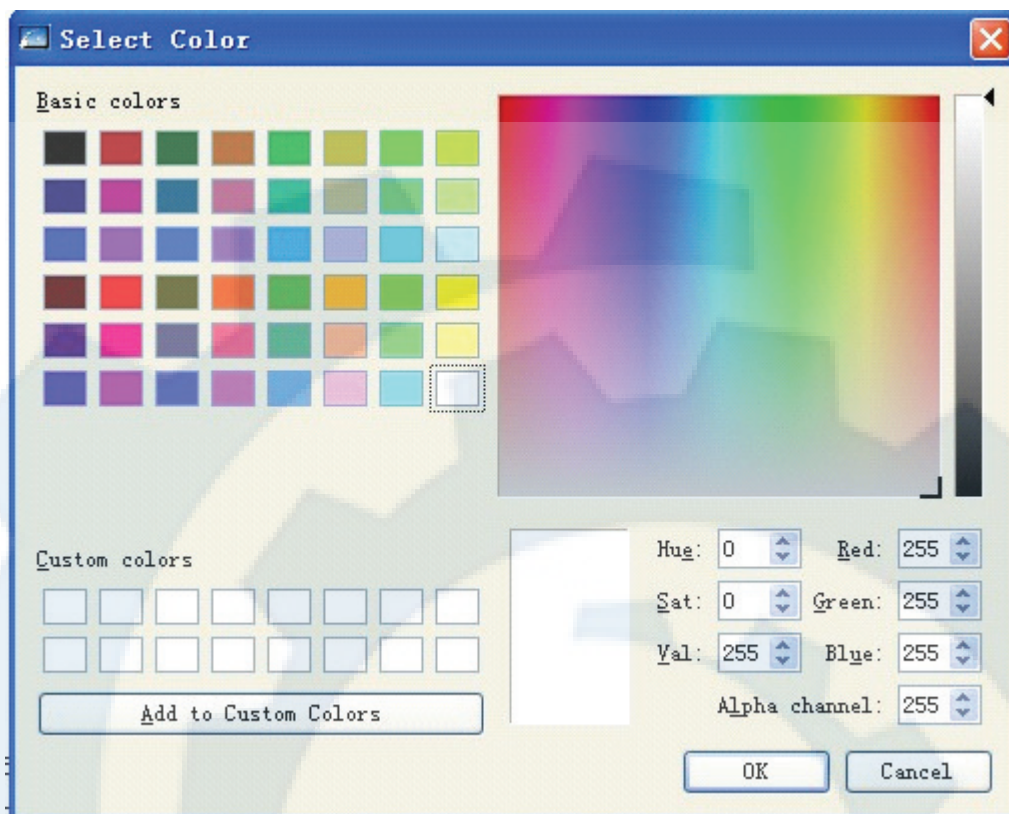 Select Color
Basic colors
Custom colors
Add to Custom Colors
Hue: 0 Red: 255
Sat: 0 Green: 255
Val: 255 Blue: 255
Alpha channel: 255
OK Cancel